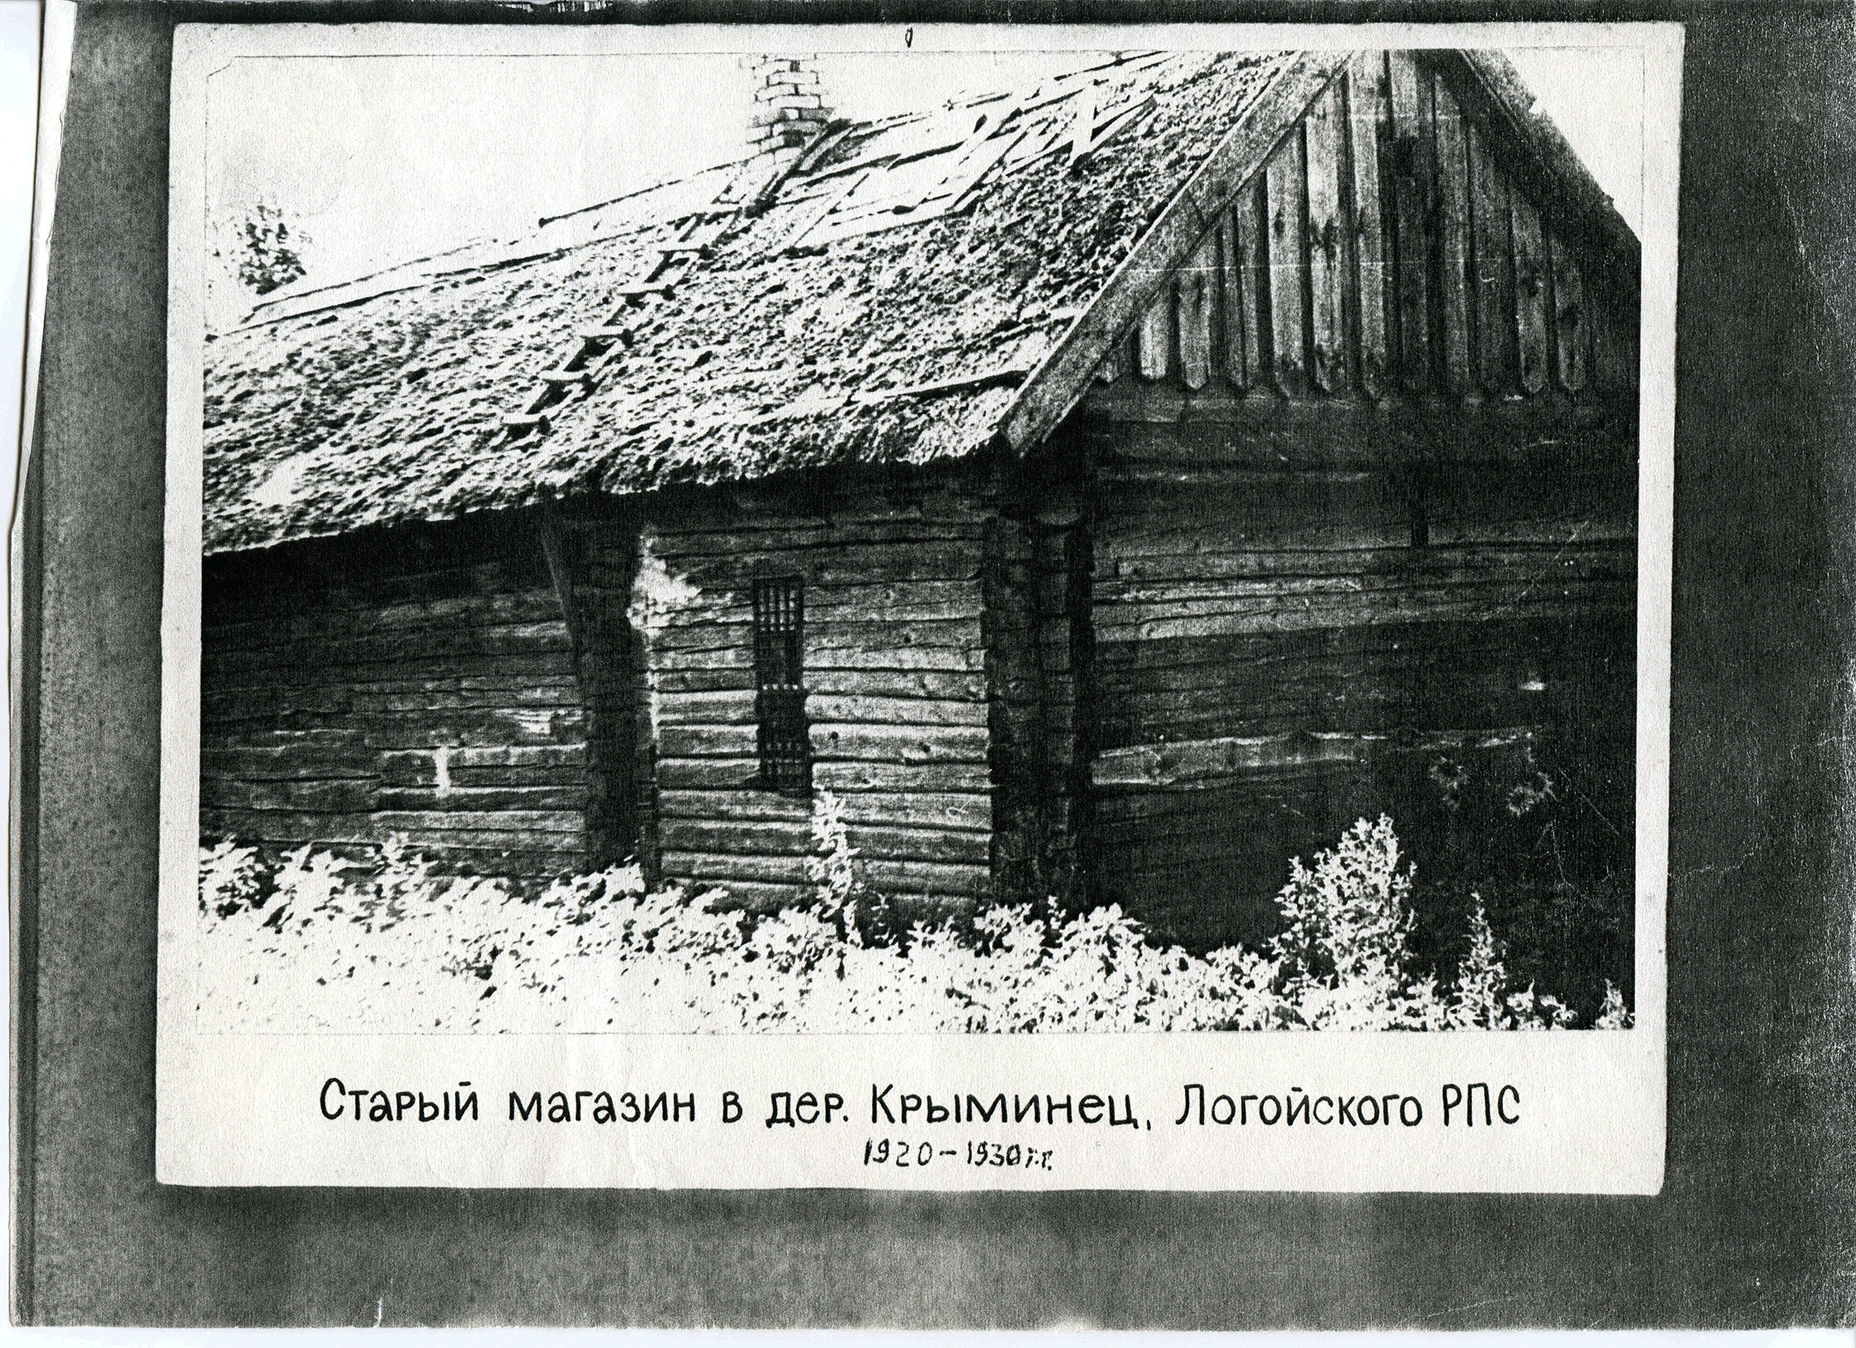 Старый магазин в дер. Крыминец, Логойского РПС
1920-1930 г.г.